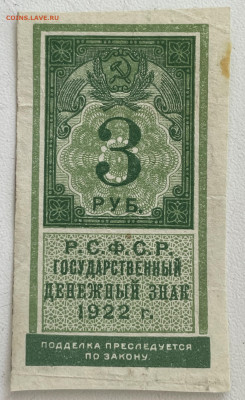 COINS.LAVE.RU
3
РУБ.
Р.С.Ф.С.Р.
ГОСУДАРСТВЕННЫЙ
ДЕНЕЖНЫЙ ЗНАК
1922 г.
ПОДДЕЛКА ПРЕСЛЕДУЕТСЯ
ПО ЗАКОНУ.